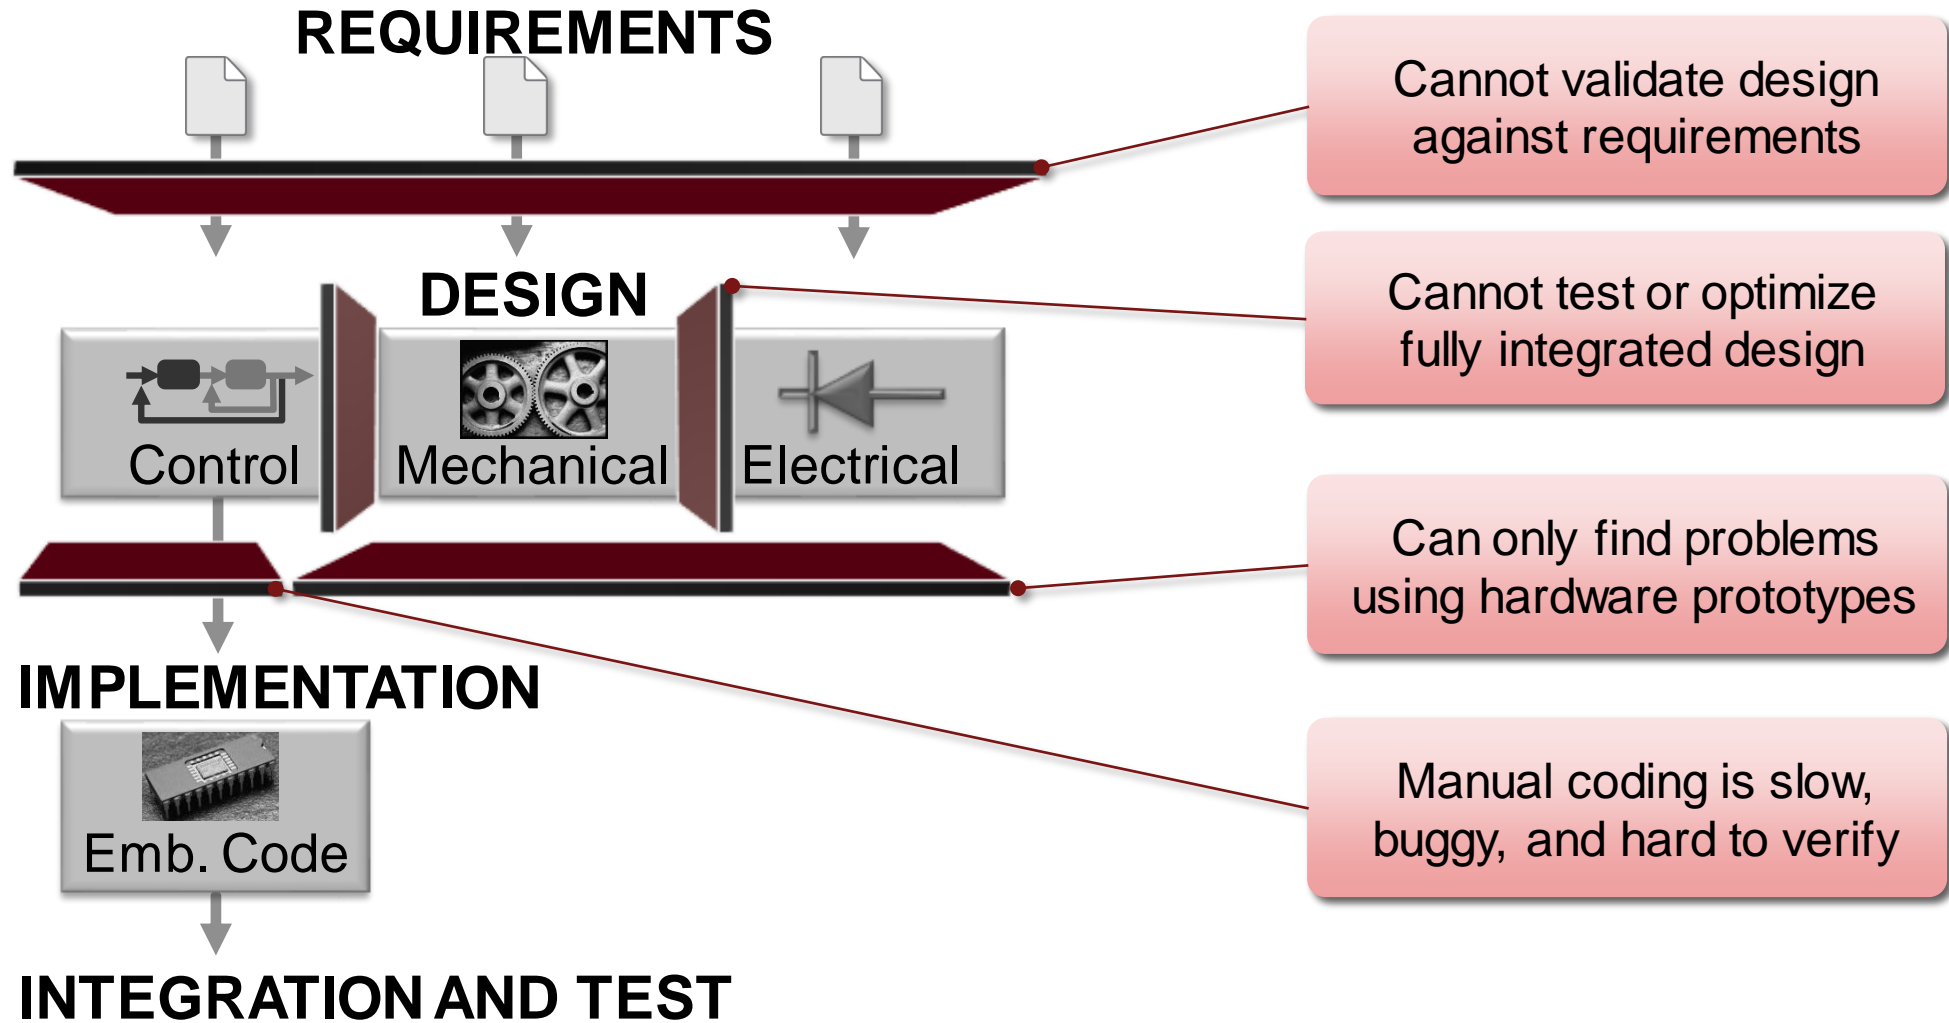 REQUIREMENTS
Cannot validate design
against requirements
DESIGN
Cannot test or optimize
fully integrated design
Control
Mechanical
Electrical
Can only find problems
using hardware prototypes
IMPLEMENTATION
Emb. Code
Manual coding is slow,
buggy, and hard to verify
INTEGRATION AND TEST